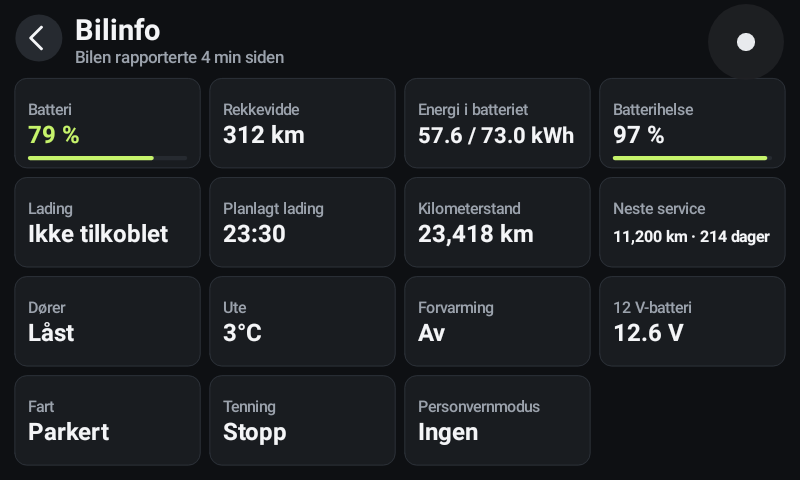 Bilinfo
Bilen rapporterte 4 min siden
Batteri
79 %
Rekkevidde
312 km
Energi i batteriet
57.6 / 73.0 kWh
Batterihelse
97 %
Lading
Ikke tilkoblet
Planlagt lading
23:30
Kilometerstand
23,418 km
Neste service
11,200 km · 214 dager
Dører
Låst
Ute
3°C
Forvarming
Av
12 V-batteri
12.6 V
Fart
Parkert
Tenning
Stopp
Personvernmodus
Ingen